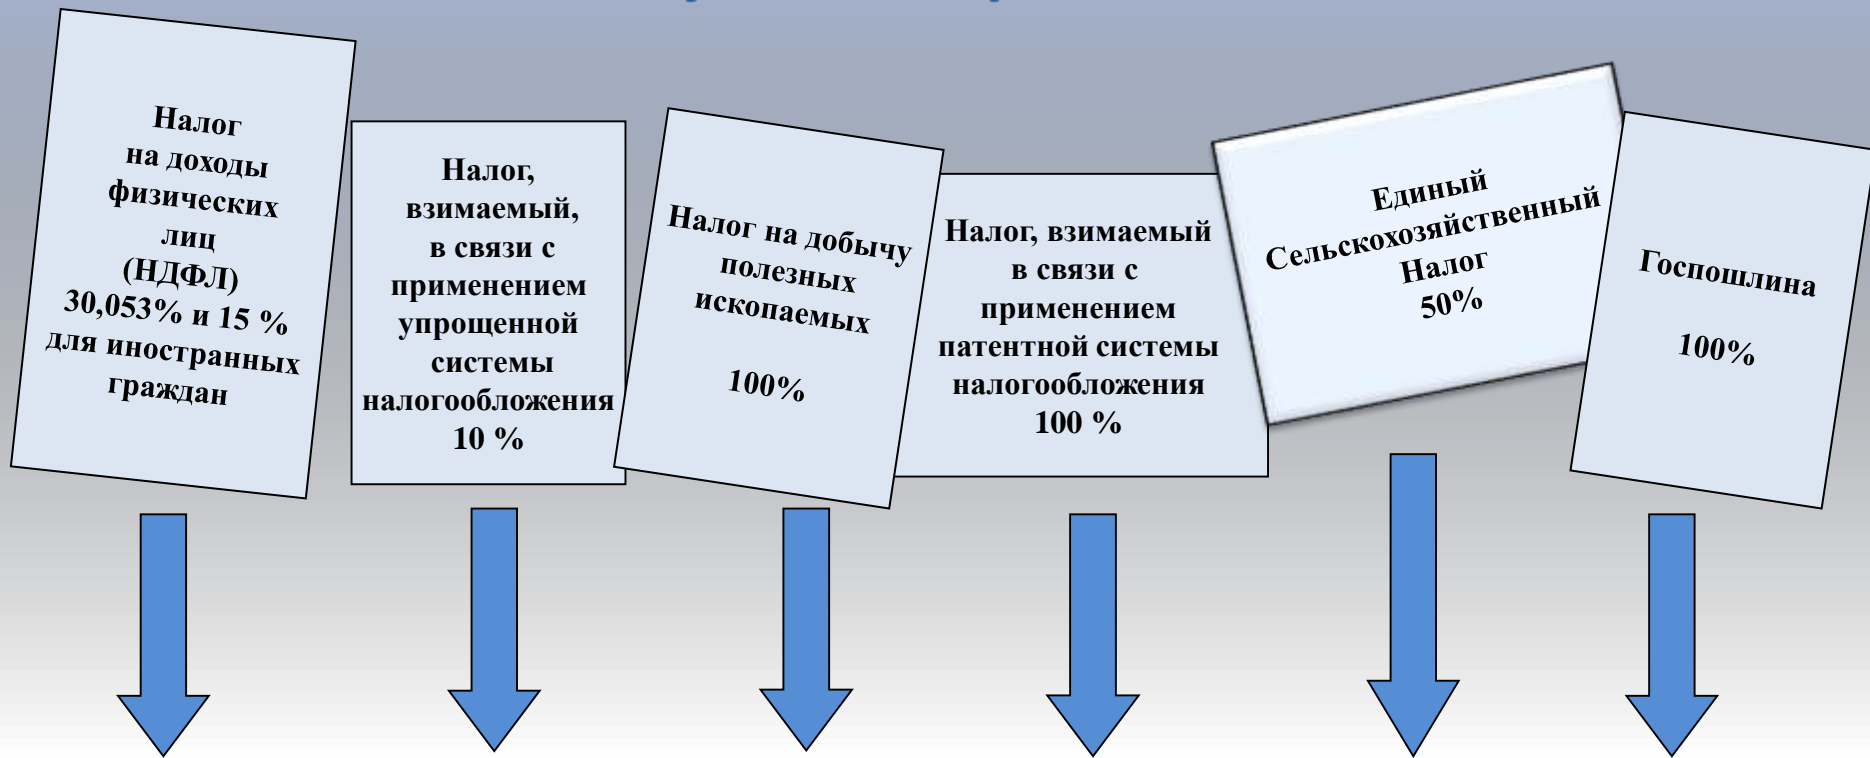 Налог
на доходы
физических
лиц
(НДФЛ)
30,053% и 15 %
для иностранных
граждан
Налог,
взимаемый,
в связи с
применением
упрощенной
системы
налогообложения
10 %
Налог на добычу
полезных
ископаемых
100%
Налог, взимаемый
в связи с
применением
патентной системы
налогообложения
100 %
Единый
Сельскохозяйственный
Налог
50%
Госпошлина
100%